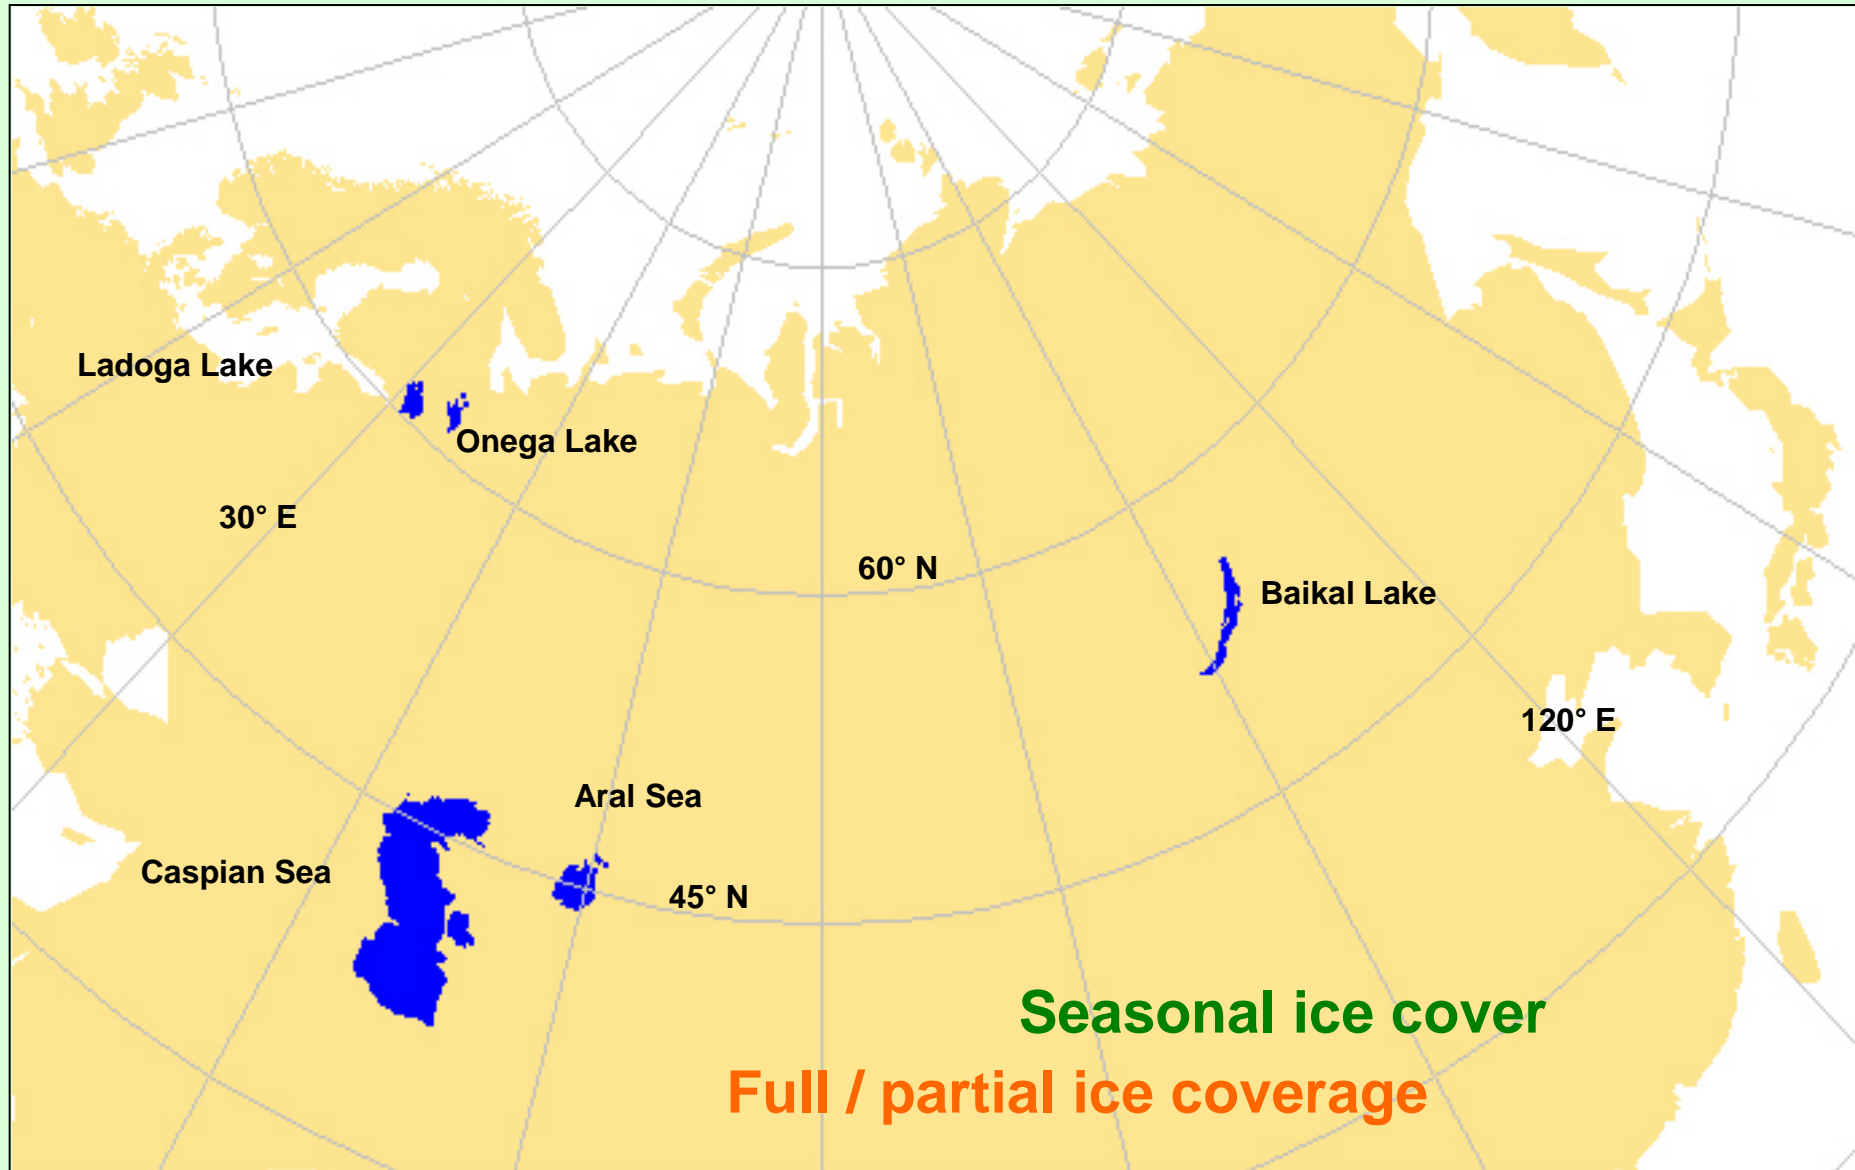 Ladoga Lake
Onega Lake
30° E
60° N
Baikal Lake
120° E
Aral Sea
Caspian Sea
45° N
Seasonal ice cover
Full / partial ice coverage